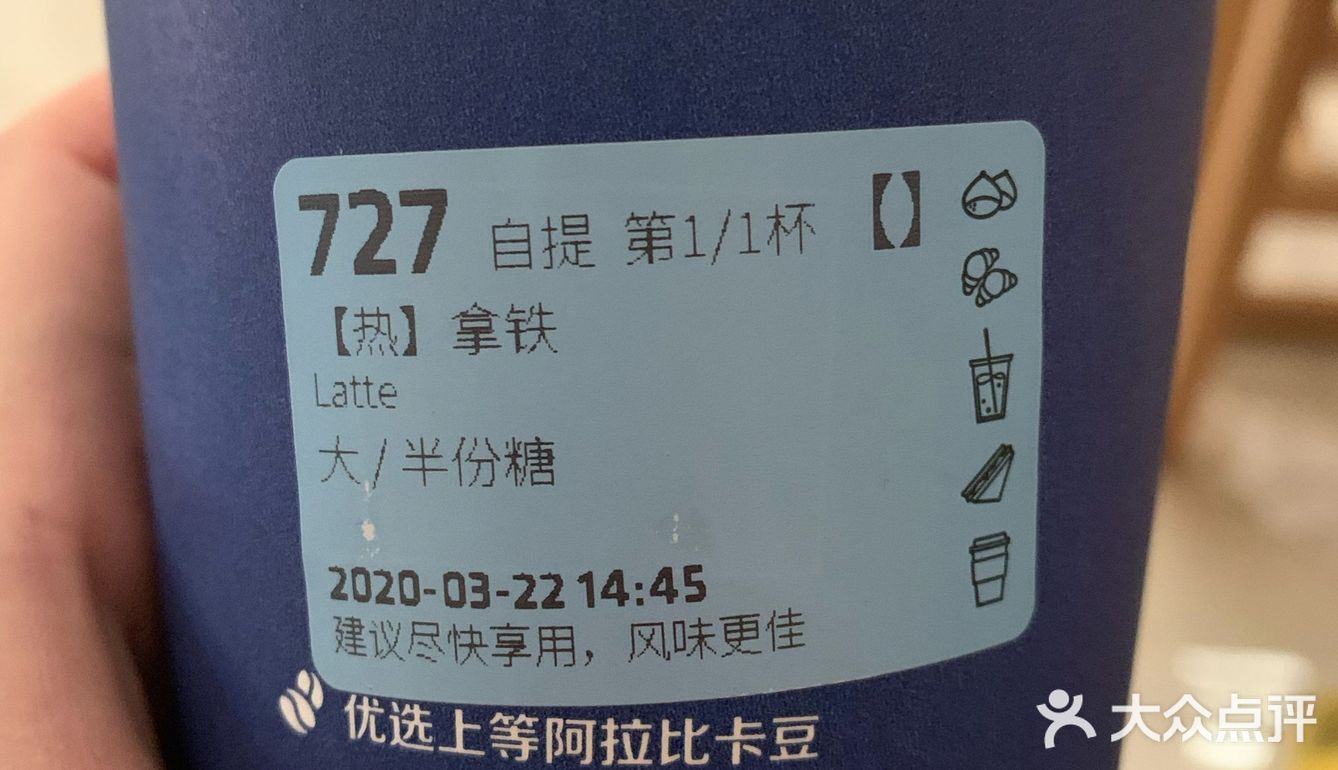 727 自提 第1/1杯 【】
【热】拿铁
Latte
大/半份糖
2020-03-22 14:45
建议尽快享用，风味更佳
优选上等阿拉比卡豆
大众点评